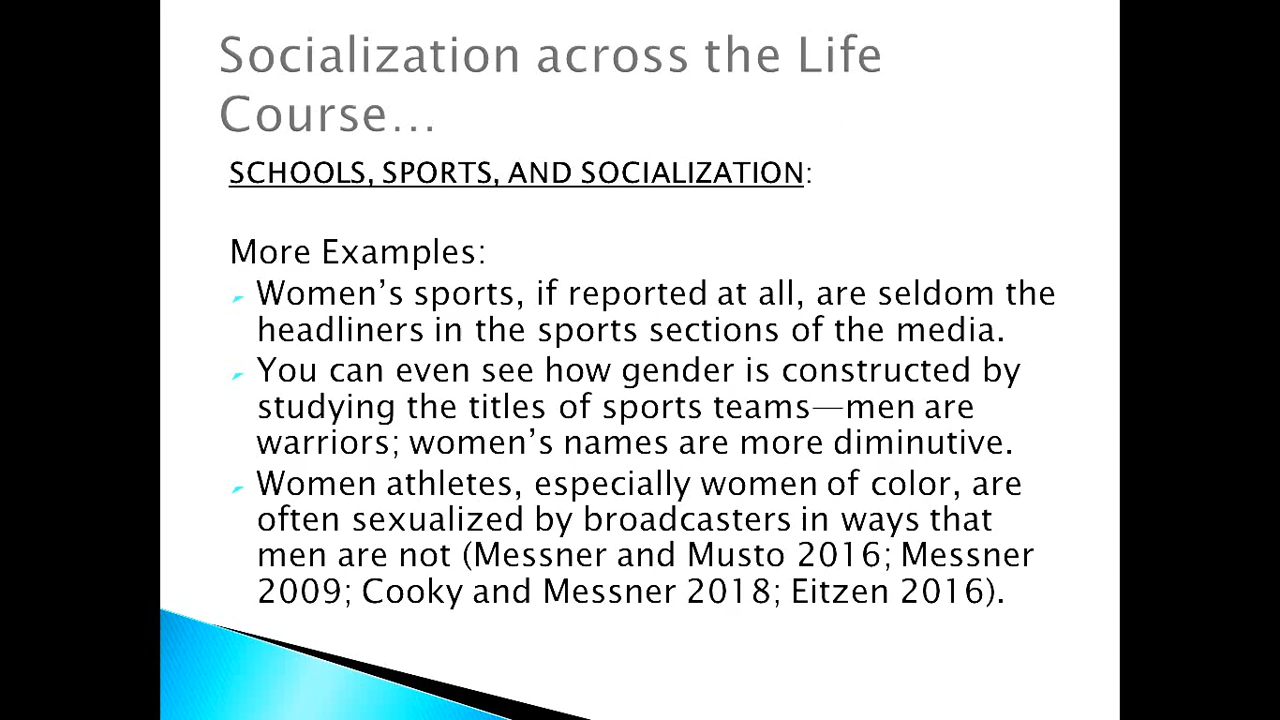 Socialization across the Life
Course…
SCHOOLS, SPORTS, AND SOCIALIZATION:
More Examples:
Women’s sports, if reported at all, are seldom the
headliners in the sports sections of the media.
You can even see how gender is constructed by
studying the titles of sports teams—men are
warriors; women’s names are more diminutive.
Women athletes, especially women of color, are
often sexualized by broadcasters in ways that
men are not (Messner and Musto 2016; Messner
2009; Cooky and Messner 2018; Eitzen 2016).